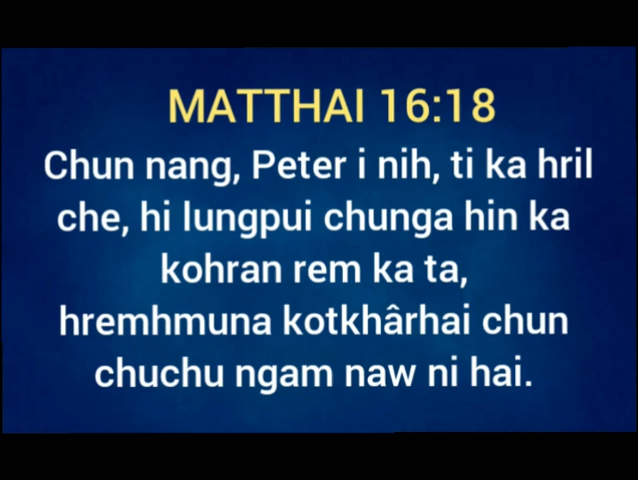 MATTHAI 16:18
Chun nang, Peter i nih, ti ka hril
che, hi lungpui chunga hin ka
kohran rem ka ta,
hremhmuna kotkhârhai chun
chuchu ngam naw ni hai.